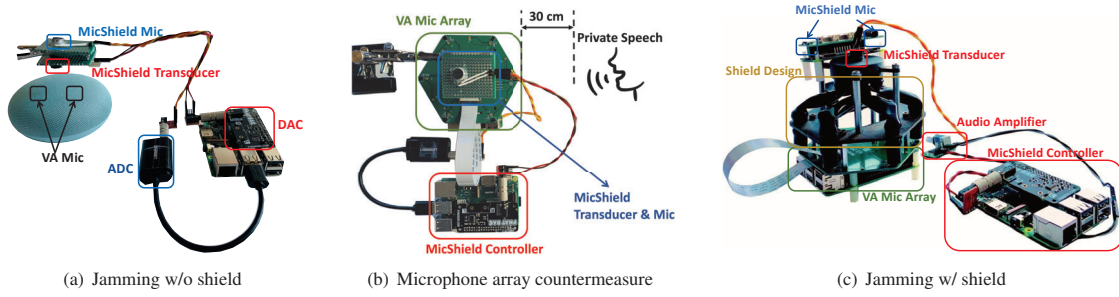 MicShield Mic
MicShield Transducer
VA Mic
ADC
DAC
(a) Jamming w/o shield
VA Mic Array
30 cm
Private Speech
MicShield
Transducer & Mic
MicShield Controller
(b) Microphone array countermeasure
MicShield Mic
MicShield Transducer
Shield Design
Audio Amplifier
MicShield Controller
VA Mic Array
(c) Jamming w/ shield